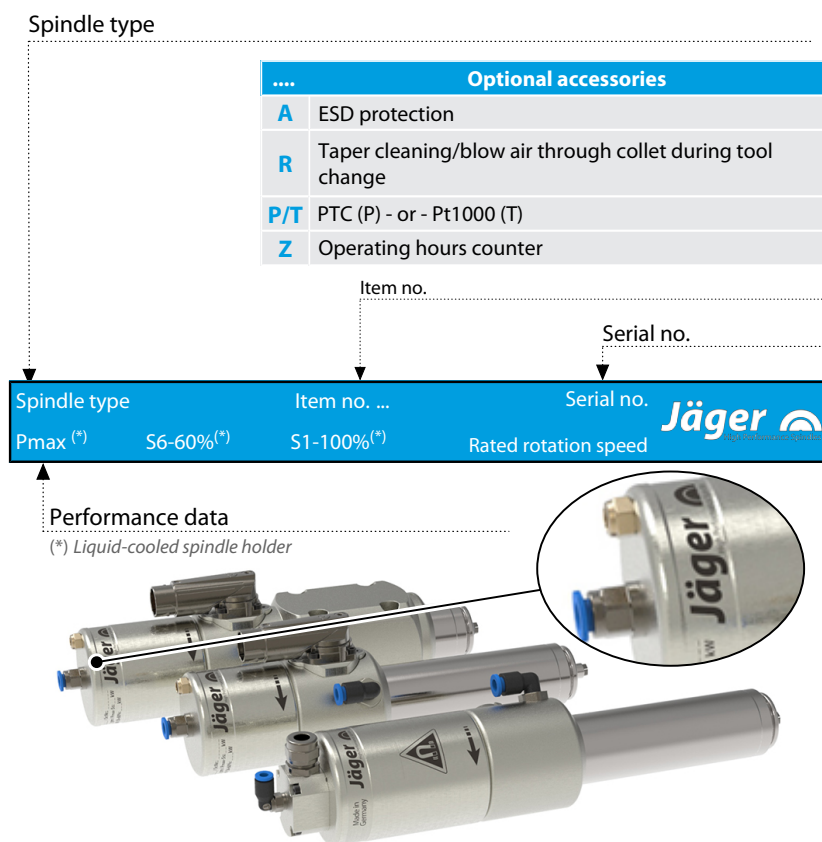 Spindle type
.... Optional accessories
A ESD protection
R Taper cleaning/blow air through collet during tool
change
P/T PTC (P) - or - Pt1000 (T)
Z Operating hours counter
Item no.
Serial no.
Spindle type Item no. ... Serial no.
Jäger
Pmax (*) S6-60%(*) S1-100%(*) Rated rotation speed
Performance data
(*) Liquid-cooled spindle holder
Jäger
kW
Jäger
Jäger
Jäger
Made in
Germany